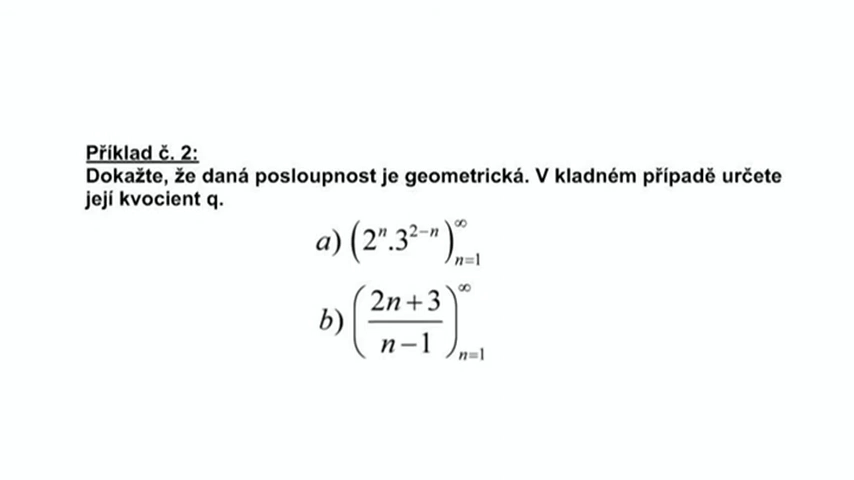 Příklad č. 2:
Dokažte, že daná posloupnost je geometrická. V kladném případě určete
její kvocient q.
a) (2ⁿ.3²⁻ⁿ)∞ₙ₌₁
b) ((2n+3)/(n−1))∞ₙ₌₁